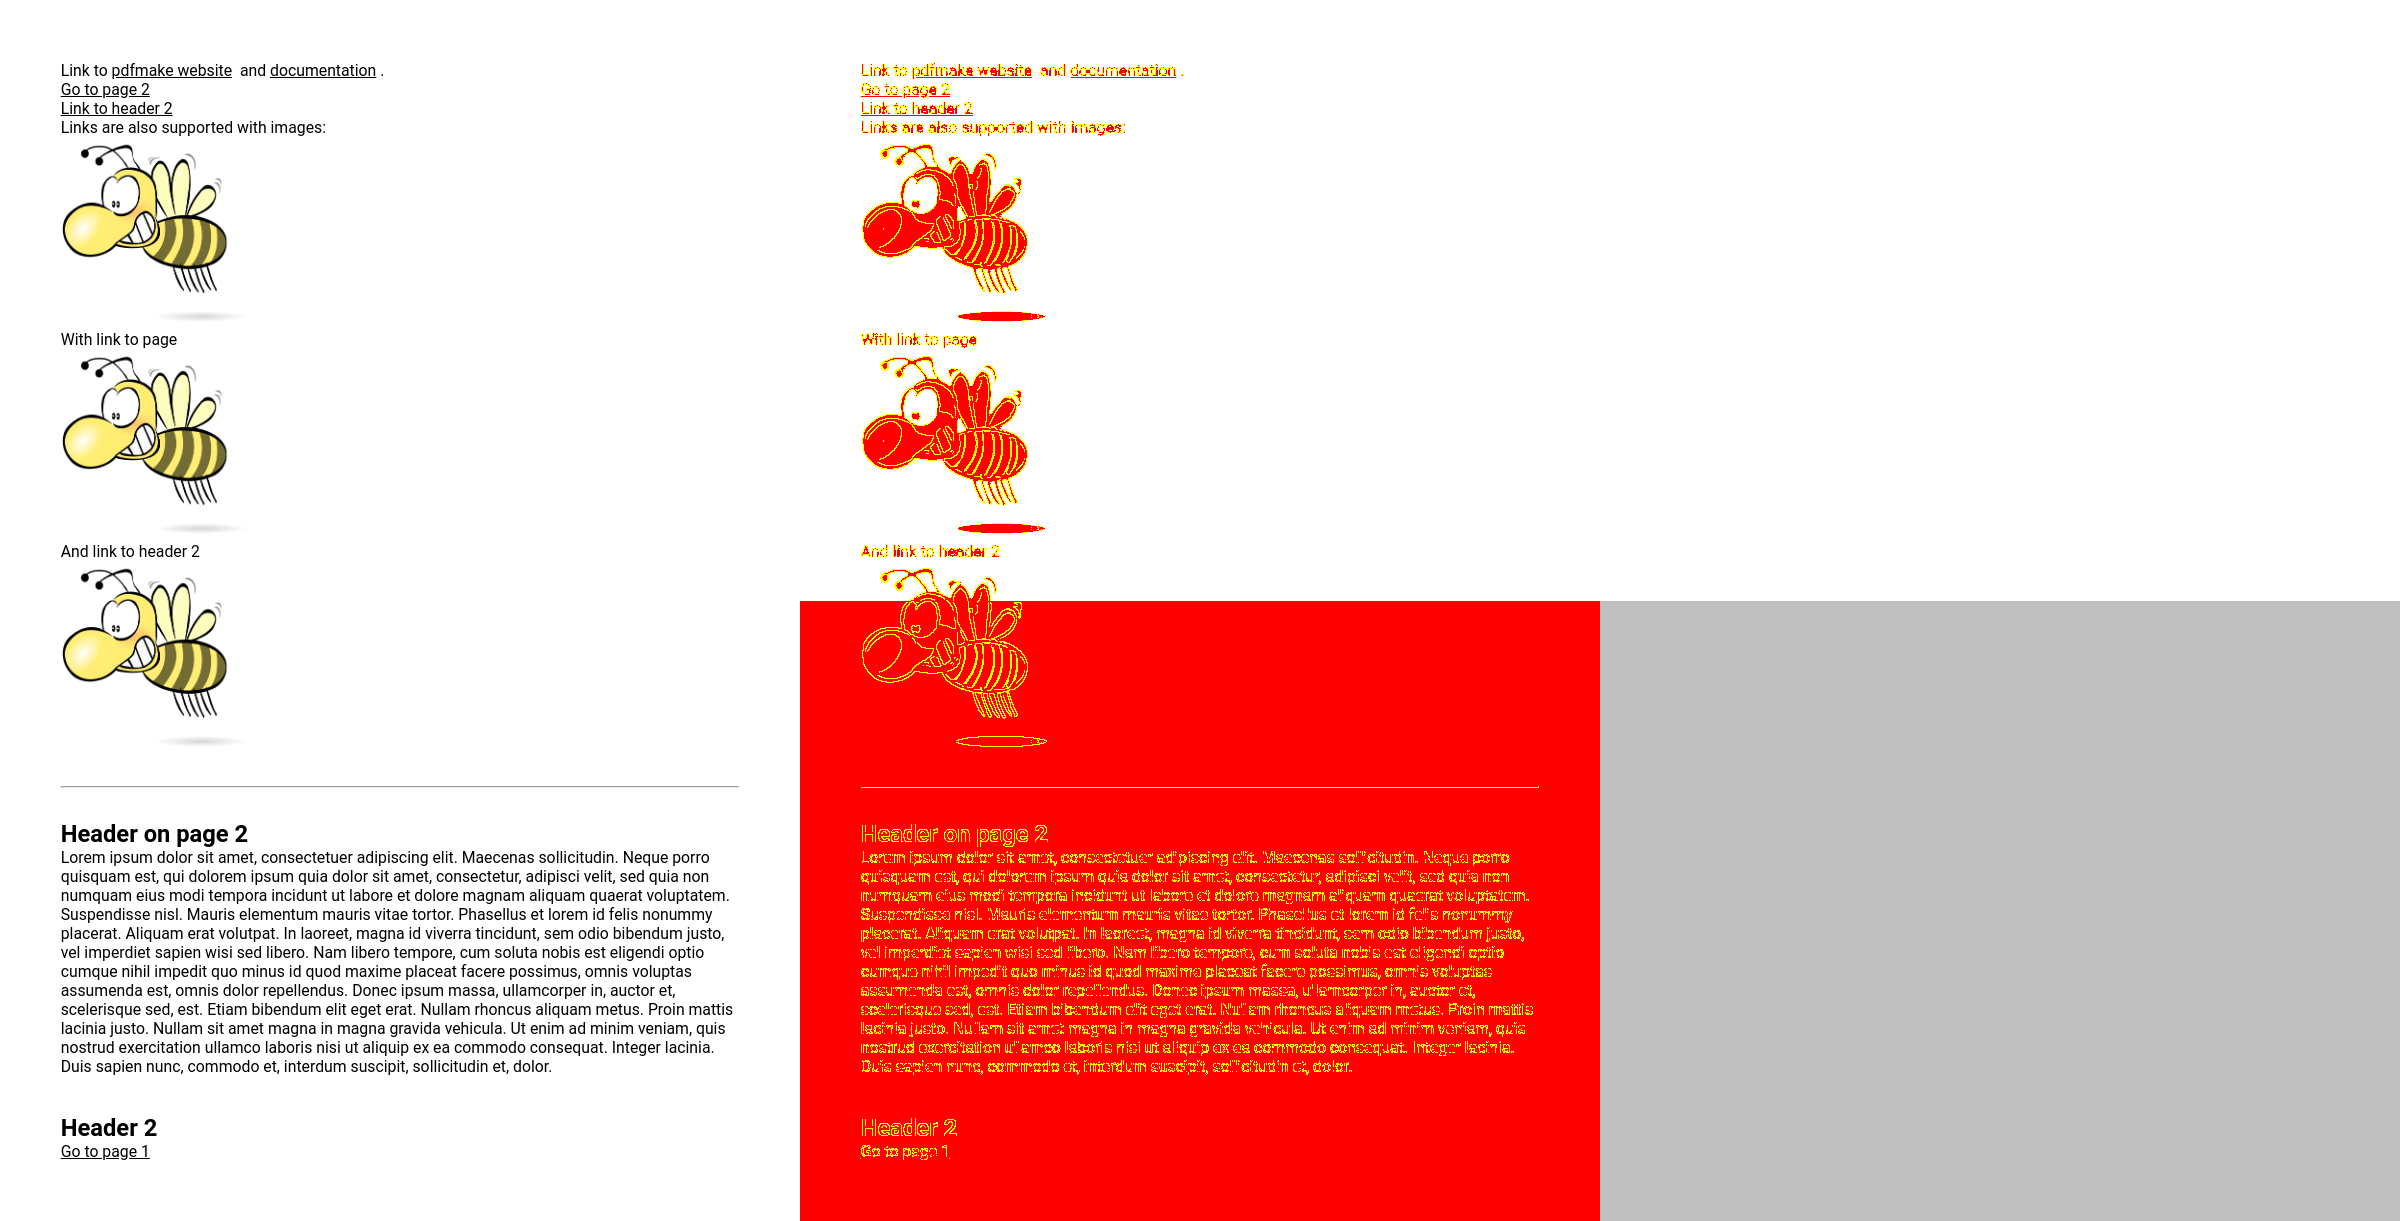 Link to pdfmake website  and documentation .
Go to page 2
Link to header 2
Links are also supported with images:
With link to page
And link to header 2
Header on page 2
Lorem ipsum dolor sit amet, consectetuer adipiscing elit. Maecenas sollicitudin. Neque porro
quisquam est, qui dolorem ipsum quia dolor sit amet, consectetur, adipisci velit, sed quia non
numquam eius modi tempora incidunt ut labore et dolore magnam aliquam quaerat voluptatem.
Suspendisse nisl. Mauris elementum mauris vitae tortor. Phasellus et lorem id felis nonummy
placerat. Aliquam erat volutpat. In laoreet, magna id viverra tincidunt, sem odio bibendum justo,
vel imperdiet sapien wisi sed libero. Nam libero tempore, cum soluta nobis est eligendi optio
cumque nihil impedit quo minus id quod maxime placeat facere possimus, omnis voluptas
assumenda est, omnis dolor repellendus. Donec ipsum massa, ullamcorper in, auctor et,
scelerisque sed, est. Etiam bibendum elit eget erat. Nullam rhoncus aliquam metus. Proin mattis
lacinia justo. Nullam sit amet magna in magna gravida vehicula. Ut enim ad minim veniam, quis
nostrud exercitation ullamco laboris nisi ut aliquip ex ea commodo consequat. Integer lacinia.
Duis sapien nunc, commodo et, interdum suscipit, sollicitudin et, dolor.
Header 2
Go to page 1
Link to pdfmake website  and documentation .
Go to page 2
Link to header 2
Links are also supported with images:
With link to page
And link to header 2
Header on page 2
Lorem ipsum dolor sit amet, consectetuer adipiscing elit. Maecenas sollicitudin. Neque porro
quisquam est, qui dolorem ipsum quia dolor sit amet, consectetur, adipisci velit, sed quia non
numquam eius modi tempora incidunt ut labore et dolore magnam aliquam quaerat voluptatem.
Suspendisse nisl. Mauris elementum mauris vitae tortor. Phasellus et lorem id felis nonummy
placerat. Aliquam erat volutpat. In laoreet, magna id viverra tincidunt, sem odio bibendum justo,
vel imperdiet sapien wisi sed libero. Nam libero tempore, cum soluta nobis est eligendi optio
cumque nihil impedit quo minus id quod maxime placeat facere possimus, omnis voluptas
assumenda est, omnis dolor repellendus. Donec ipsum massa, ullamcorper in, auctor et,
scelerisque sed, est. Etiam bibendum elit eget erat. Nullam rhoncus aliquam metus. Proin mattis
lacinia justo. Nullam sit amet magna in magna gravida vehicula. Ut enim ad minim veniam, quis
nostrud exercitation ullamco laboris nisi ut aliquip ex ea commodo consequat. Integer lacinia.
Duis sapien nunc, commodo et, interdum suscipit, sollicitudin et, dolor.
Header 2
Go to page 1